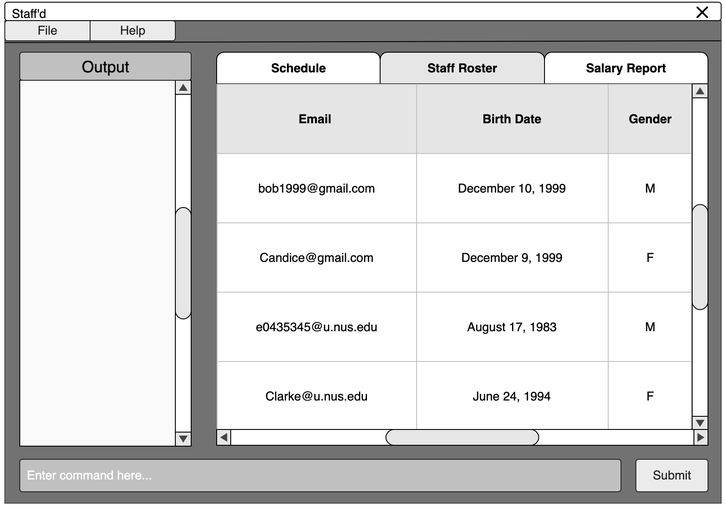 Staff'd
File Help
Output
Schedule Staff Roster Salary Report
Email Birth Date Gender
bob1999@gmail.com December 10, 1999 M
Candice@gmail.com December 9, 1999 F
e0435345@u.nus.edu August 17, 1983 M
Clarke@u.nus.edu June 24, 1994 F
Enter command here... Submit